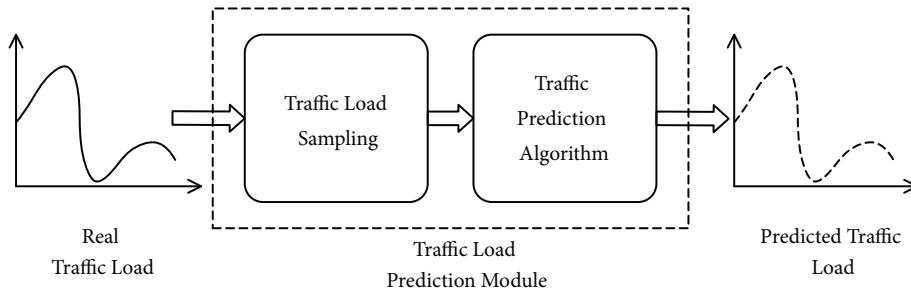 Traffic Load
Sampling
Traffic
Prediction
Algorithm
Real
Traffic Load
Traffic Load
Prediction Module
Predicted Traffic
Load